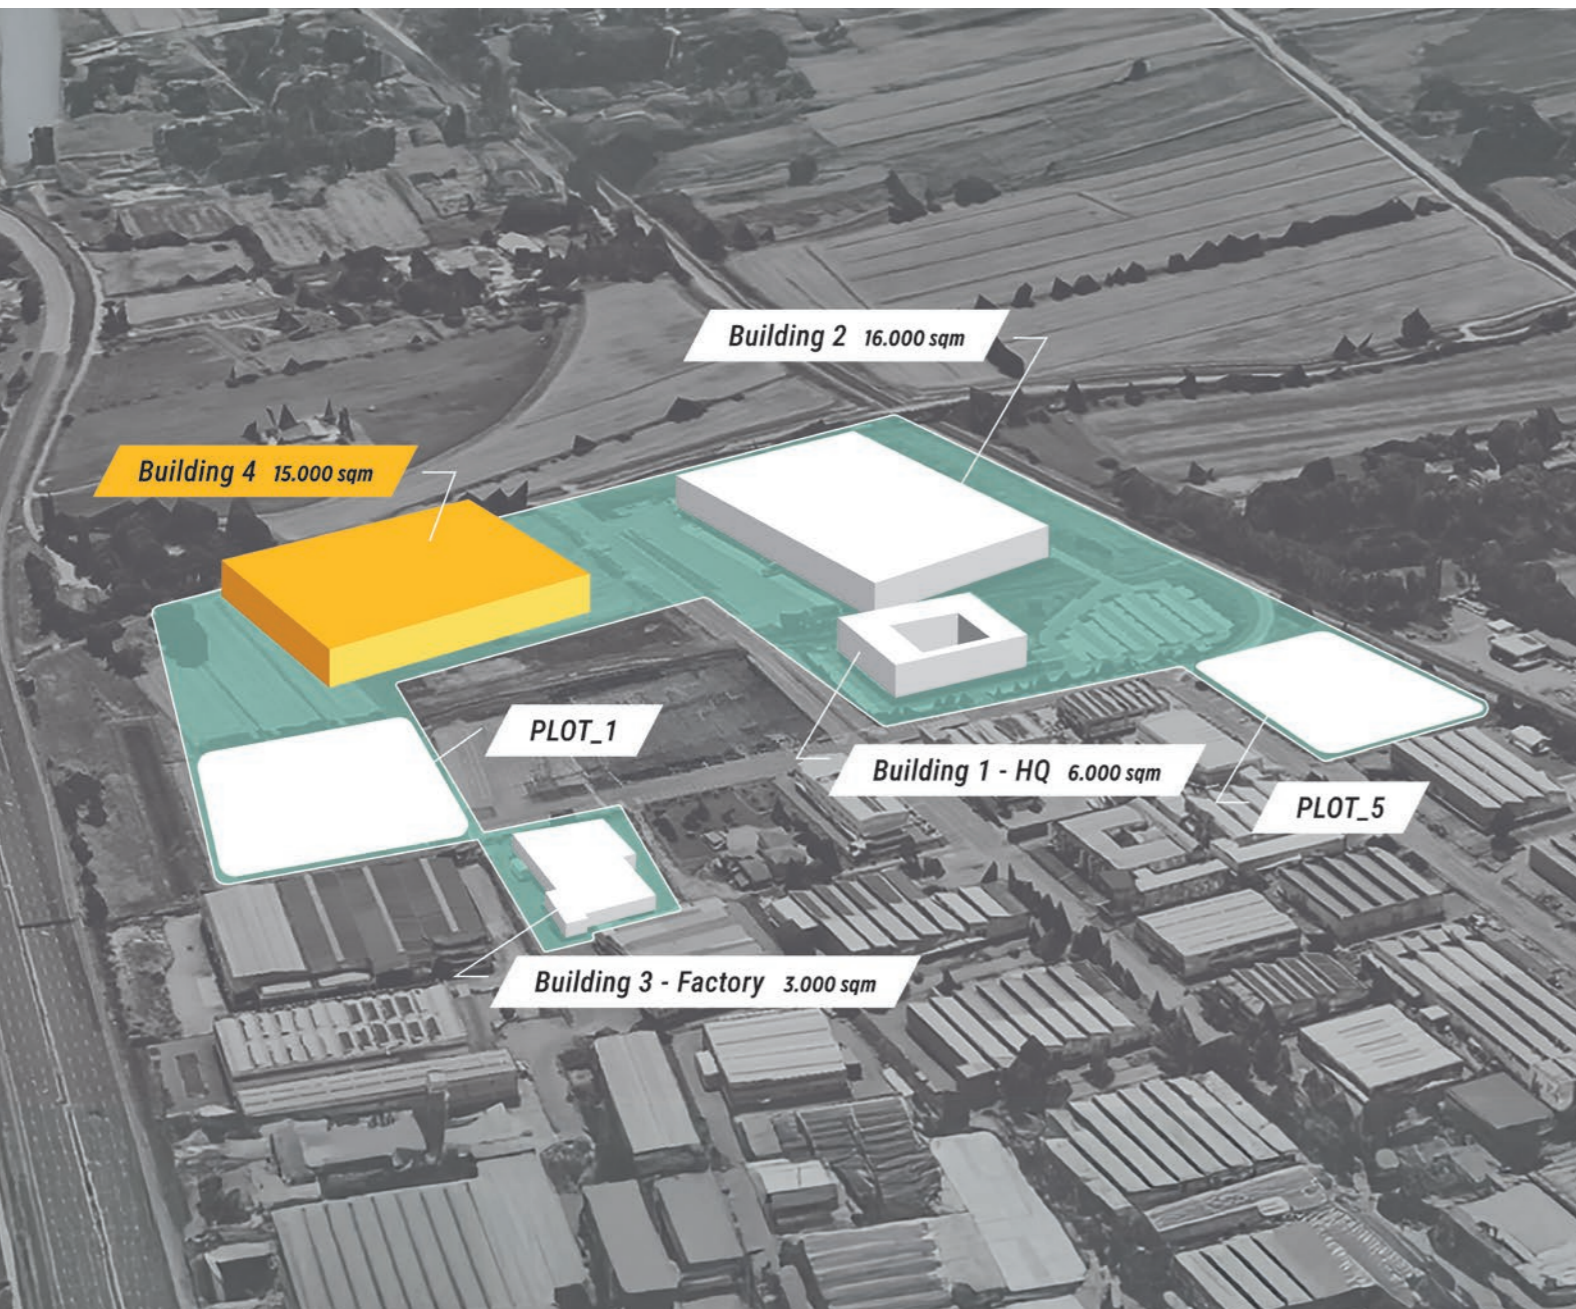 Building 2 16.000 sqm
Building 4 15.000 sqm
PLOT_1
Building 1 - HQ 6.000 sqm
PLOT_5
Building 3 - Factory 3.000 sqm